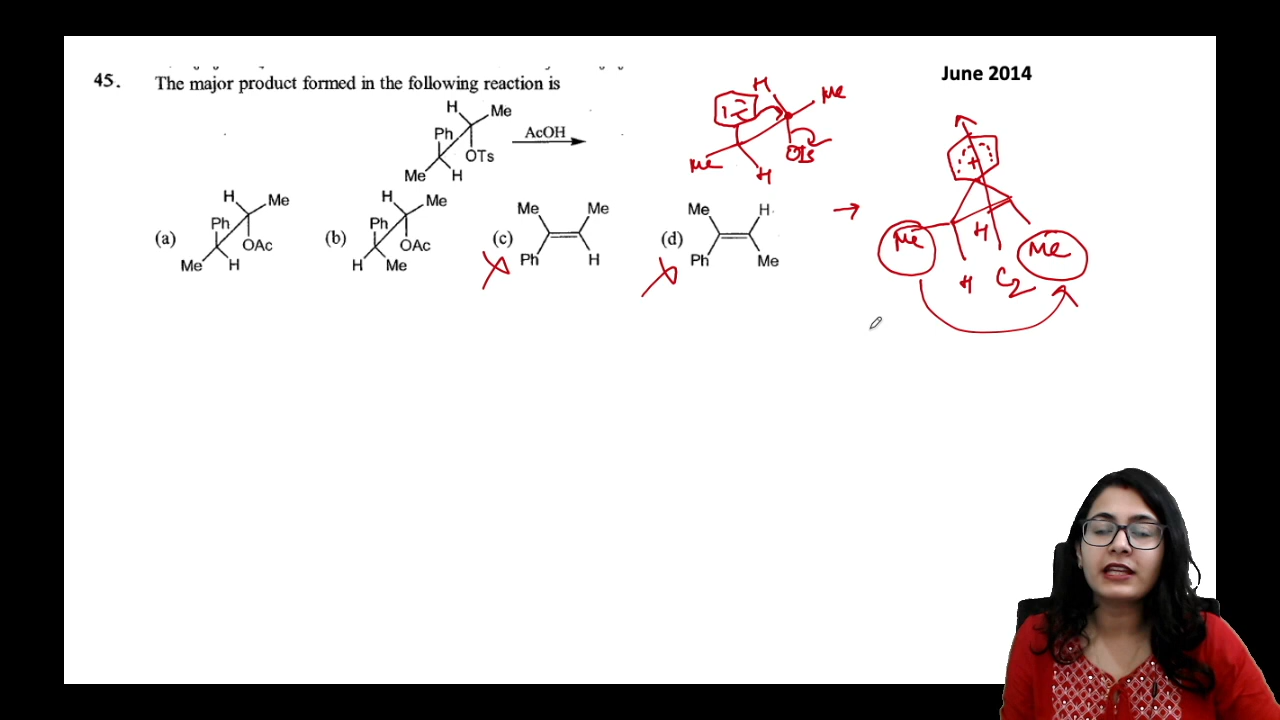 June 2014
45. The major product formed in the following reaction is
H Me
Ph
OTs
Me H
AcOH
(a)
H Me
Ph
OAc
Me H
(b)
H Me
Ph
OAc
H Me
(c)
Me Me
Ph H
(d)
Me H
Ph Me
H Me
OTs
Me
H
+
Me H Me
H C2